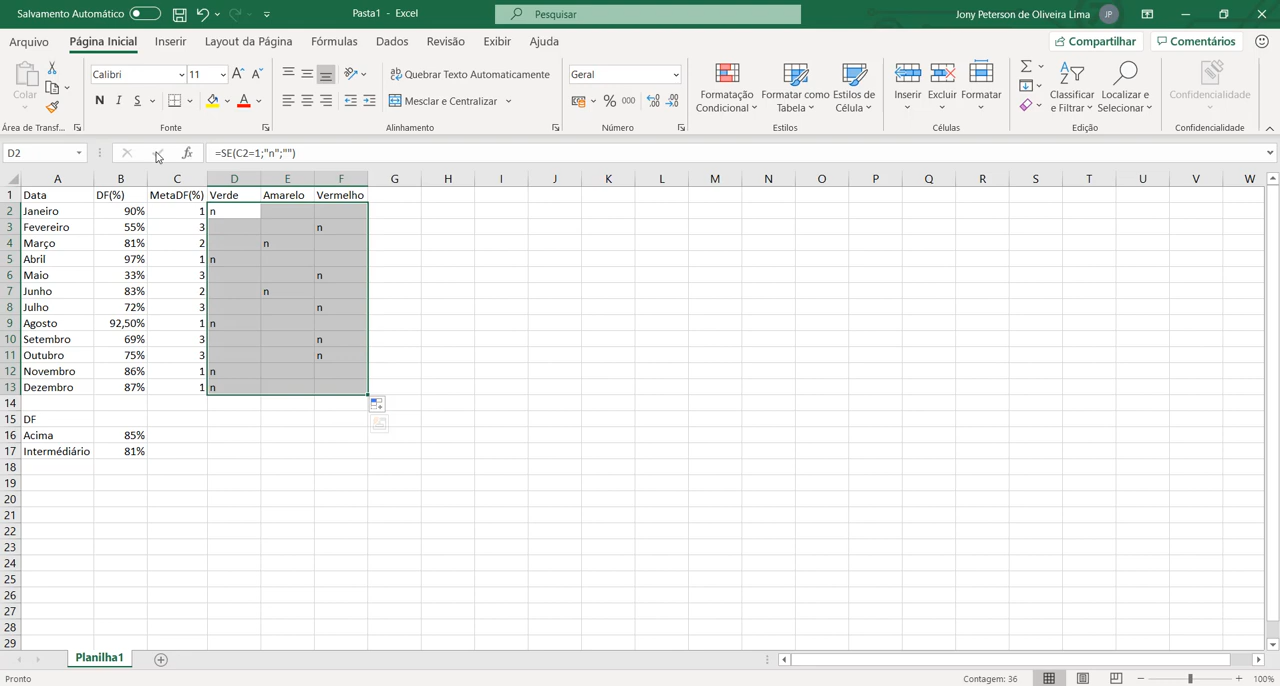 Salvamento Automático Pasta1 - Excel Pesquisar Jony Peterson de Oliveira Lima JP
Arquivo Página Inicial Inserir Layout da Página Fórmulas Dados Revisão Exibir Ajuda Compartilhar Comentários
Colar Calibri 11 Quebrar Texto Automaticamente Geral
N I S A Mesclar e Centralizar % 000
Formatação Condicional Formatar como Tabela Estilos de Célula Inserir Excluir Formatar Classificar e Filtrar Localizar e Selecionar Confidencialidade
Área de Transf... Fonte Alinhamento Número Estilos Células Edição Confidencialidade
D2 fx =SE(C2=1;"n";"")
A B C D E F G H I J K L M N O P Q R S T U V W
1 Data DF(%) MetaDF(%) Verde Amarelo Vermelho
2 Janeiro 90% 1 n
3 Fevereiro 55% 3 n
4 Março 81% 2 n
5 Abril 97% 1 n
6 Maio 33% 3 n
7 Junho 83% 2 n
8 Julho 72% 3 n
9 Agosto 92,50% 1 n
10 Setembro 69% 3 n
11 Outubro 75% 3 n
12 Novembro 86% 1 n
13 Dezembro 87% 1 n
14
15 DF
16 Acima 85%
17 Intermédiário 81%
18
19
20
21
22
23
24
25
26
27
28
29
Planilha1
Pronto Contagem: 36 100%